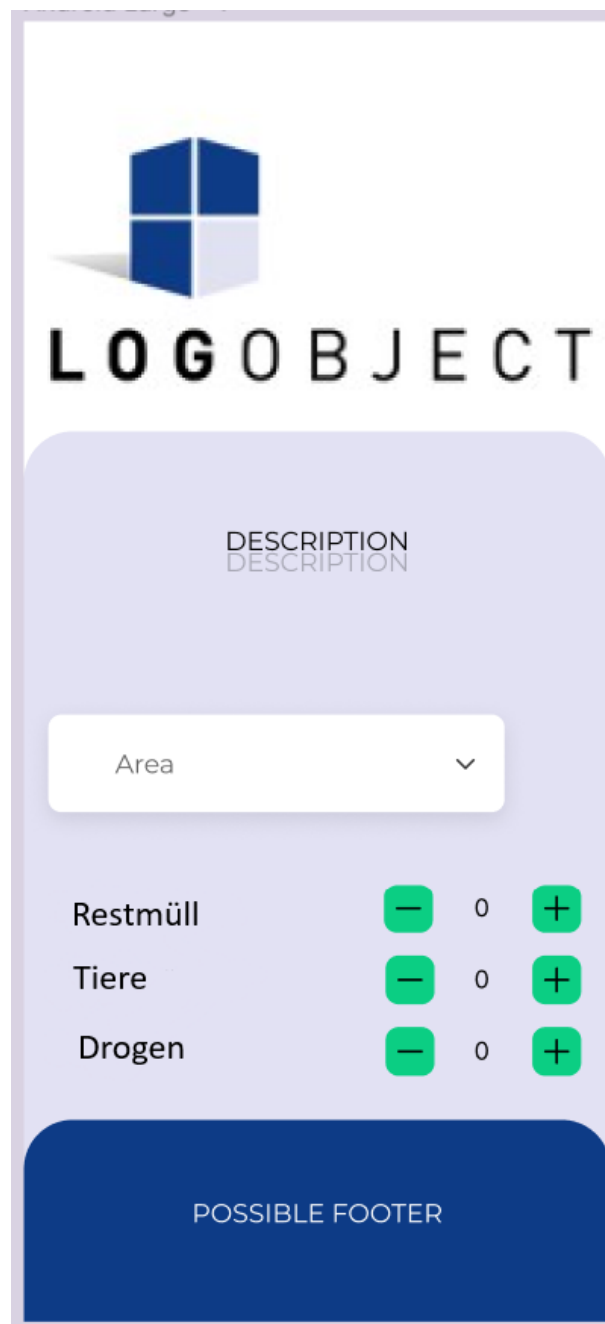 LOGOBJECT
DESCRIPTION
DESCRIPTION
Area
Restmüll 0
Tiere 0
Drogen 0
POSSIBLE FOOTER